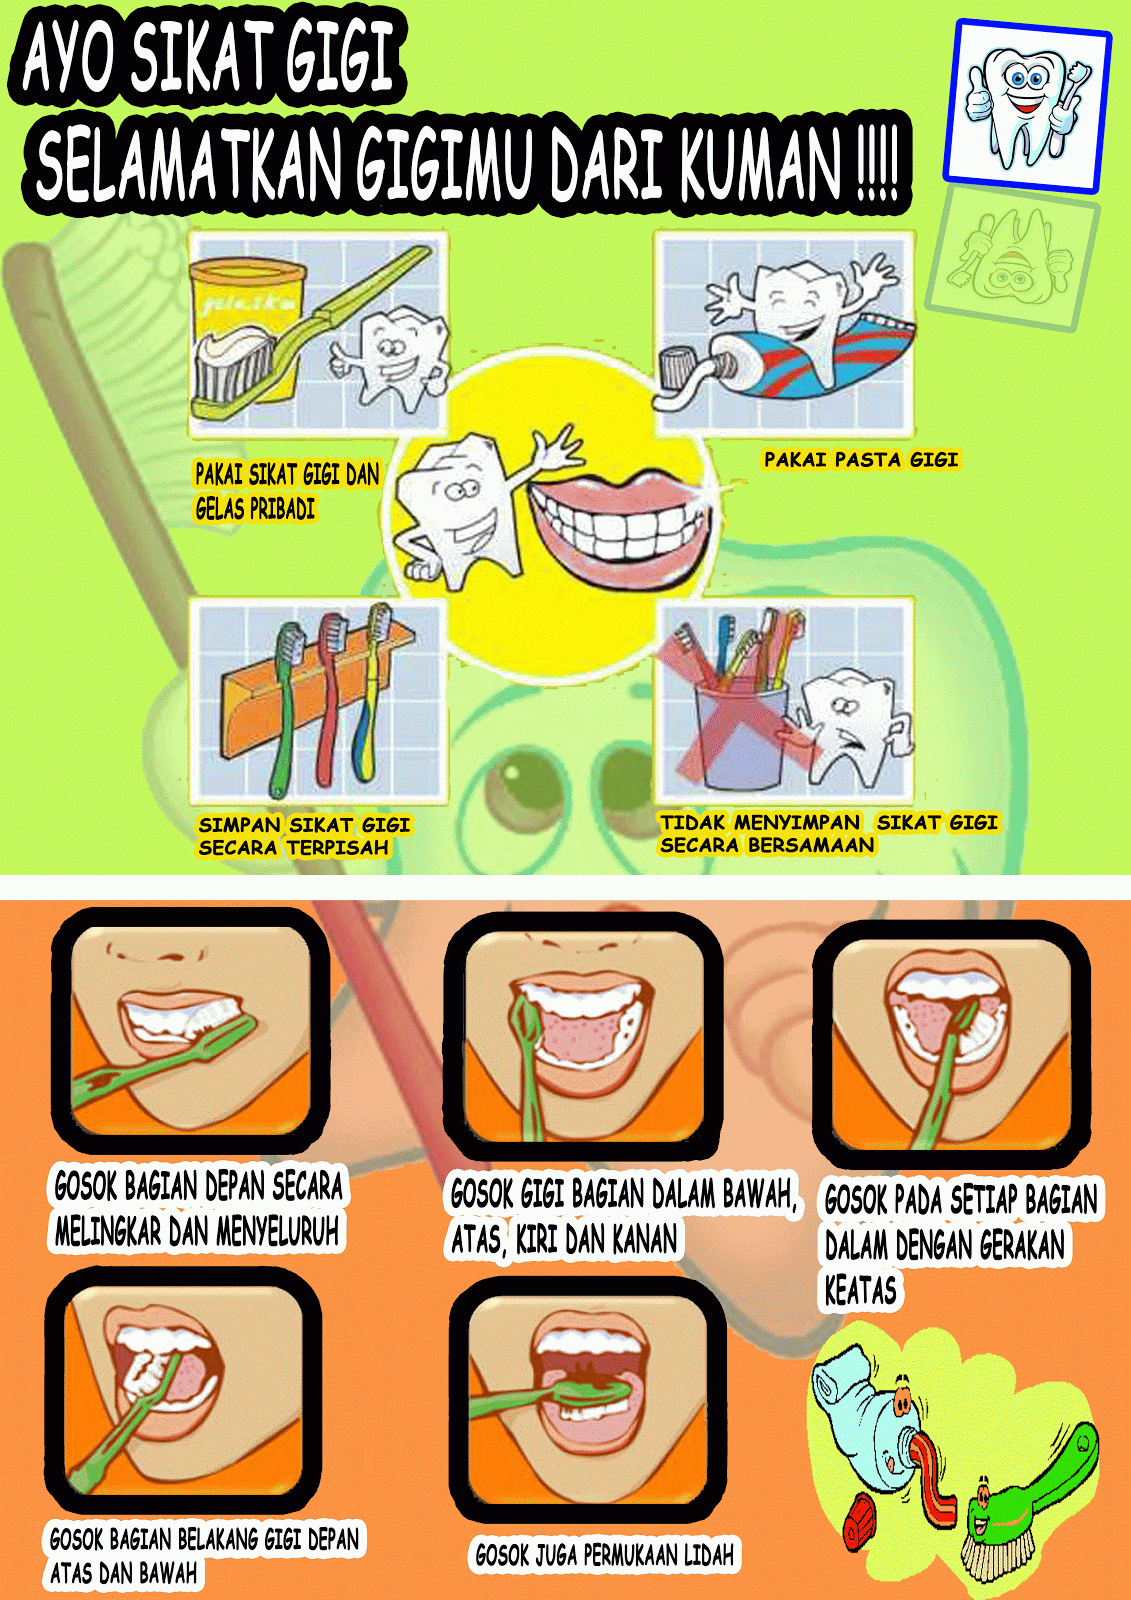 AYO SIKAT GIGI
SELAMATKAN GIGIMU DARI KUMAN !!!!
PAKAI SIKAT GIGI DAN
GELAS PRIBADI
PAKAI PASTA GIGI
SIMPAN SIKAT GIGI
SECARA TERPISAH
TIDAK MENYIMPAN SIKAT GIGI
SECARA BERSAMAAN
GOSOK BAGIAN DEPAN SECARA
MELINGKAR DAN MENYELURUH
GOSOK GIGI BAGIAN DALAM BAWAH,
ATAS, KIRI DAN KANAN
GOSOK PADA SETIAP BAGIAN
DALAM DENGAN GERAKAN
KEATAS
GOSOK BAGIAN BELAKANG GIGI DEPAN
ATAS DAN BAWAH
GOSOK JUGA PERMUKAAN LIDAH